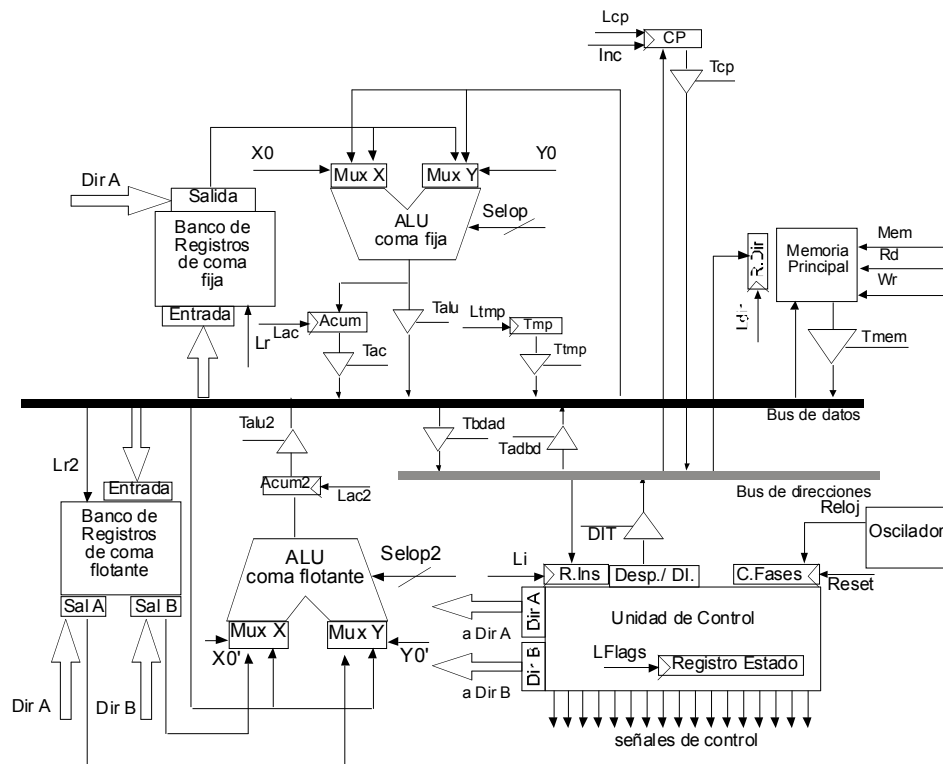 Lcp
Inc
CP
Tcp
X0
Y0
Mux X
Mux Y
Dir A
Salida
Banco de
Registros
de coma
fija
Entrada
ALU
coma fija
Selop
R.Dir
Memoria
Principal
Mem
Rd
Wr
Ldir
Tmem
Lr
Lac
Acum
Talu
Ltmp
Tmp
Tac
Ttmp
Bus de datos
Talu2
Tbdad
Tadbd
Lr2
Entrada
Acum2
Lac2
Bus de direcciones
Banco de
Registros
de coma
flotante
Sal A
Sal B
ALU
coma flotante
Selop2
DIT
Reloj
Oscilador
Li
R.Ins
Desp./ DI.
C.Fases
Reset
Dir A
a Dir A
Unidad de Control
Mux X
Mux Y
X0'
Y0'
Dir B
a Dir B
LFlags
Registro Estado
Dir A
Dir B
señales de control